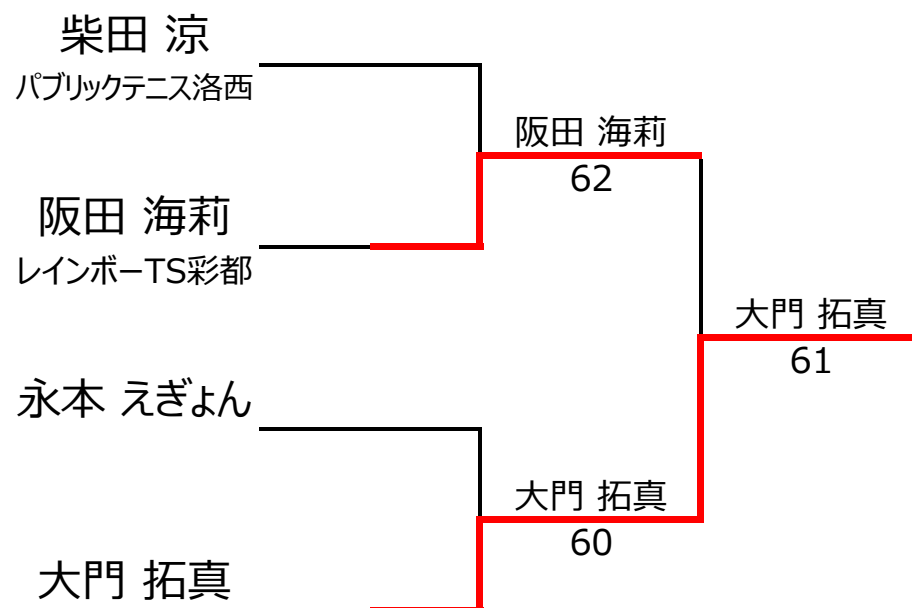 柴田 涼
パブリックテニス洛西
阪田 海莉
62
阪田 海莉
レインボーTS彩都
大門 拓真
61
永本 えぎょん
大門 拓真
60
大門 拓真